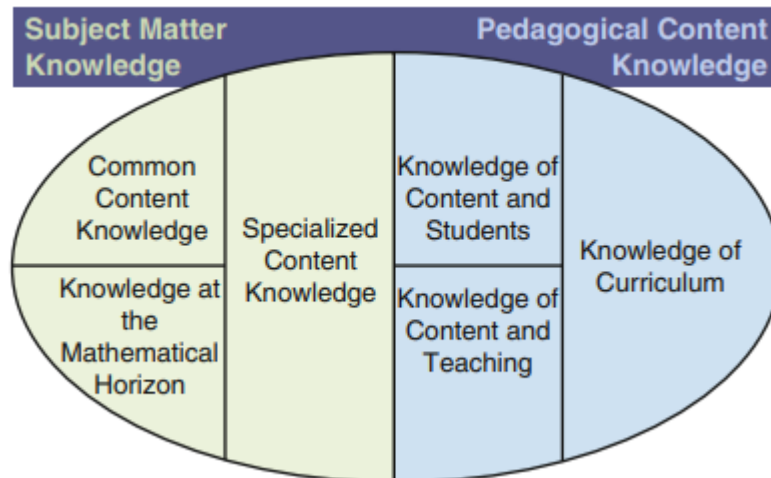 Subject Matter
Knowledge
Pedagogical Content
Knowledge
Common
Content
Knowledge
Knowledge at
the
Mathematical
Horizon
Specialized
Content
Knowledge
Knowledge of
Content and
Students
Knowledge of
Content and
Teaching
Knowledge of
Curriculum